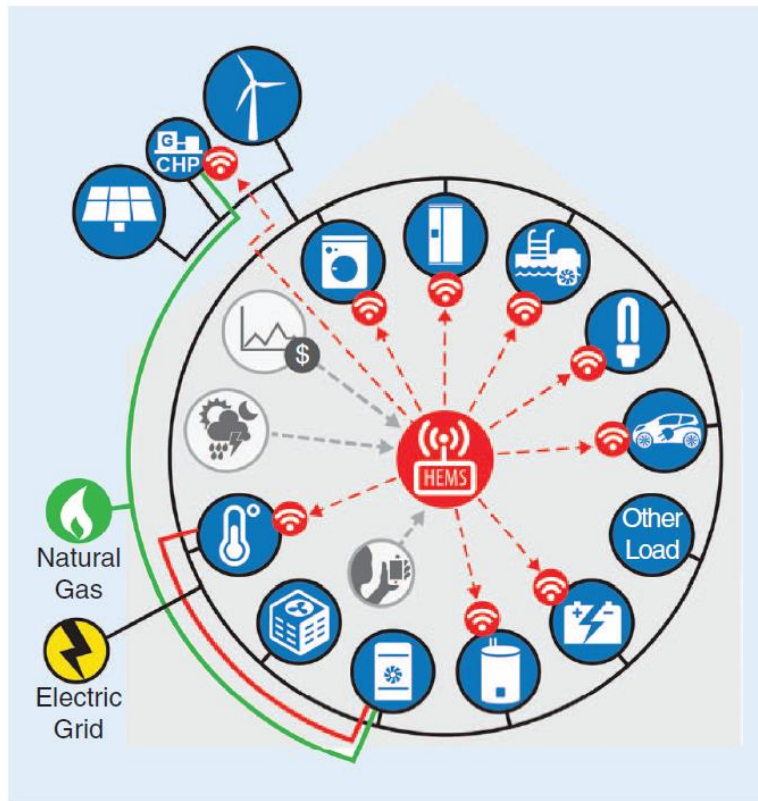 G
CHP
$
HEMS
Natural
Gas
Other
Load
Electric
Grid